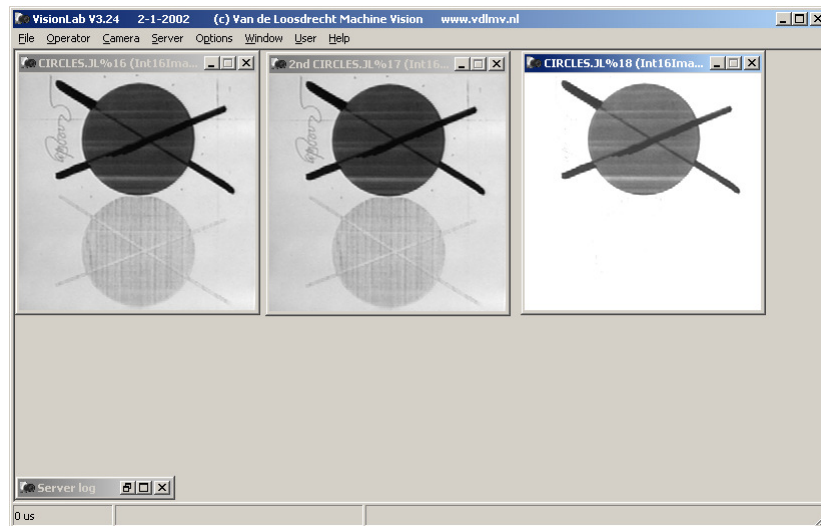 VisionLab V3.24 2-1-2002 (c) Van de Loosdrecht Machine Vision www.vdlmv.nl
File Operator Camera Server Options Window User Help
CIRCLES.JL%16 (Int16Ima...
2nd CIRCLES.JL%17 (Int16...
CIRCLES.JL%18 (Int16Ima...
Server log
0 us